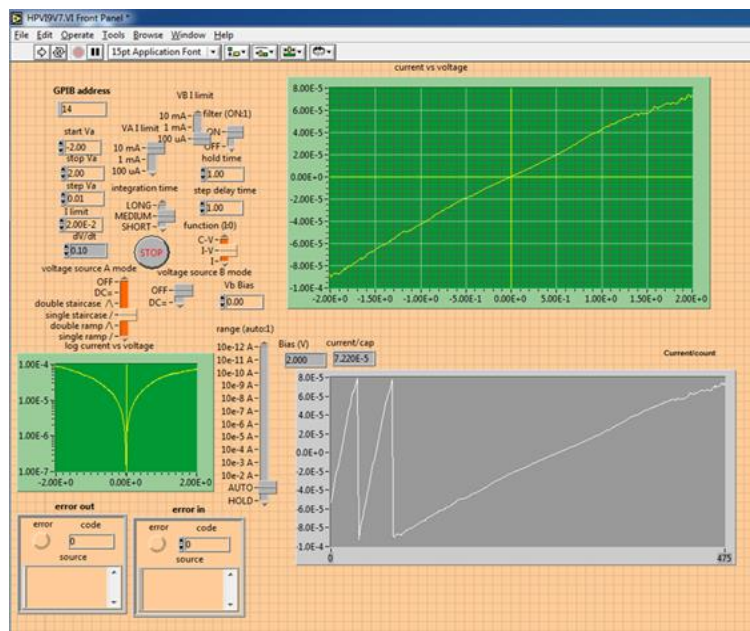 HPVI9V7.VI Front Panel *
File Edit Operate Tools Browse Window Help
15pt Application Font
GPIB address
14
start Va
-2.00
stop Va
2.00
step Va
0.01
I limit
2.00E-2
dV/dt
0.10
VA I limit
10 mA
1 mA
100 uA
VB I limit
10 mA
1 mA
100 uA
filter (ON:1)
ON
OFF
hold time
1.00
integration time
LONG
MEDIUM
SHORT
step delay time
1.00
STOP
function (I:0)
C-V
I-V
I-
voltage source A mode
OFF
DC=
double staircase /\
single staircase /
double ramp /\
single ramp /
voltage source B mode
OFF
DC=
Vb Bias
0.00
current vs voltage
8.00E-5
6.00E-5
4.00E-5
2.00E-5
0.00E+0
-2.00E-5
-4.00E-5
-6.00E-5
-8.00E-5
-1.00E-4
-2.00E+0 -1.50E+0 -1.00E+0 -5.00E-1 0.00E+0 5.00E-1 1.00E+0 1.50E+0 2.00E+0
log current vs voltage
1.00E-4
1.00E-5
1.00E-6
1.00E-7
-2.00E+0 0.00E+0 2.00E+0
range (auto:1)
10e-12 A
10e-11 A
10e-10 A
10e-9 A
10e-8 A
10e-7 A
10e-6 A
10e-5 A
10e-4 A
10e-3 A
10e-2 A
AUTO
HOLD
Bias (V)
2.000
current/cap
7.220E-5
Current/count
8.0E-5
6.0E-5
4.0E-5
2.0E-5
0.0E+0
-2.0E-5
-4.0E-5
-6.0E-5
-8.0E-5
-1.0E-4
0 475
error out
error code
0
source
error in
error code
0
source